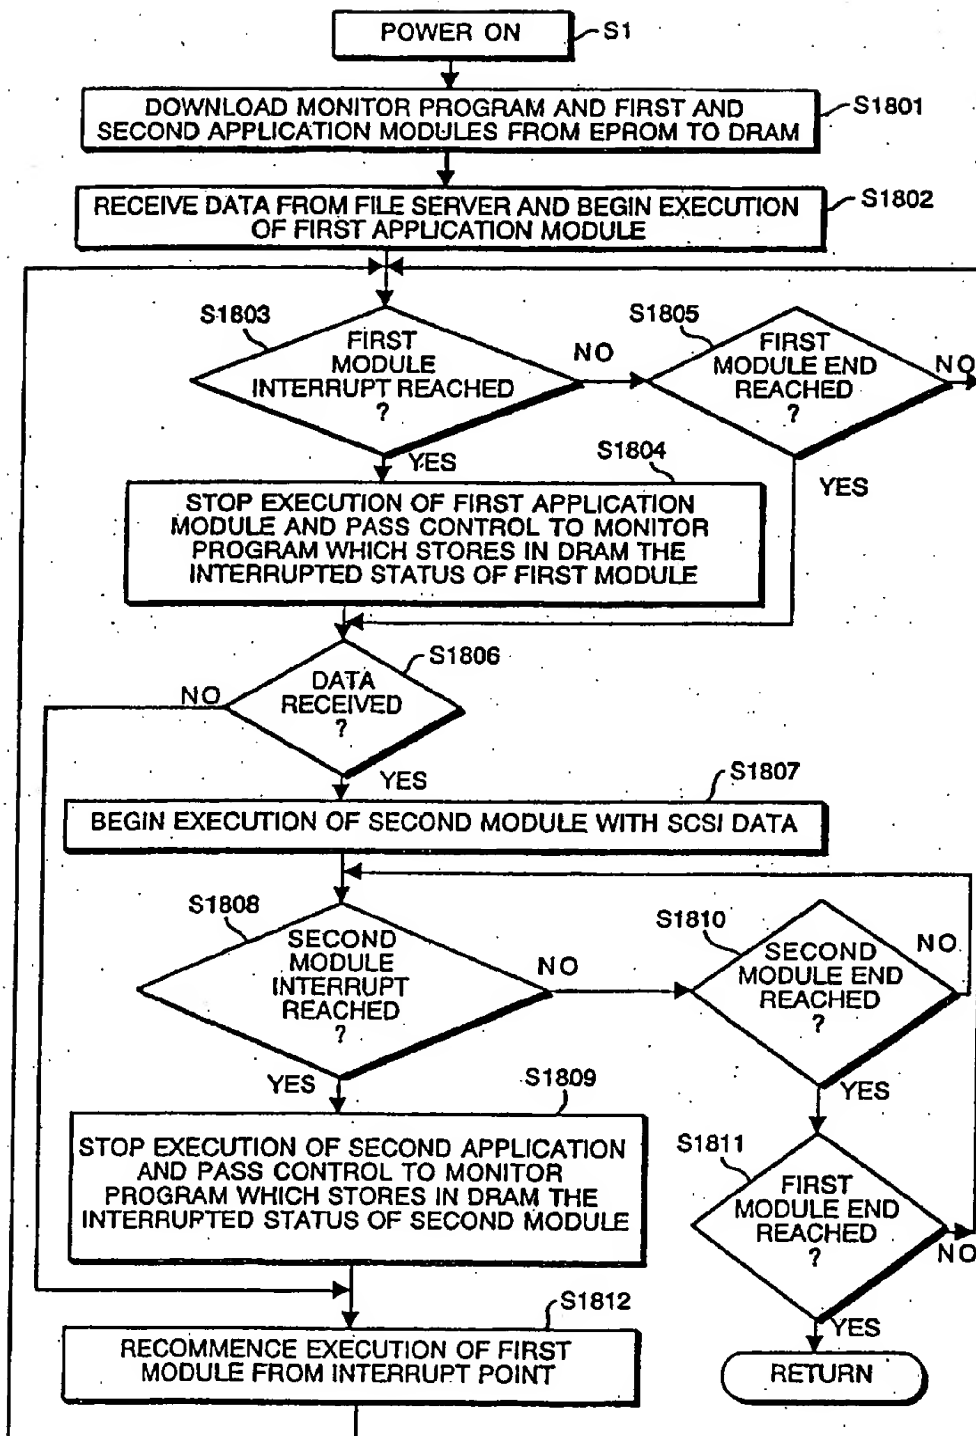 POWER ON
S1
DOWNLOAD MONITOR PROGRAM AND FIRST AND
SECOND APPLICATION MODULES FROM EPROM TO DRAM
S1801
RECEIVE DATA FROM FILE SERVER AND BEGIN EXECUTION
OF FIRST APPLICATION MODULE
S1802
S1803
FIRST
MODULE
INTERRUPT REACHED
?
NO
YES
S1805
FIRST
MODULE END
REACHED
?
NO
YES
S1804
STOP EXECUTION OF FIRST APPLICATION
MODULE AND PASS CONTROL TO MONITOR
PROGRAM WHICH STORES IN DRAM THE
INTERRUPTED STATUS OF FIRST MODULE
S1806
DATA
RECEIVED
?
NO
YES
S1807
BEGIN EXECUTION OF SECOND MODULE WITH SCSI DATA
S1808
SECOND
MODULE
INTERRUPT
REACHED
?
NO
YES
S1810
SECOND
MODULE END
REACHED
?
NO
YES
S1809
STOP EXECUTION OF SECOND APPLICATION
AND PASS CONTROL TO MONITOR
PROGRAM WHICH STORES IN DRAM THE
INTERRUPTED STATUS OF SECOND MODULE
S1811
FIRST
MODULE END
REACHED
?
NO
YES
S1812
RECOMMENCE EXECUTION OF FIRST
MODULE FROM INTERRUPT POINT
RETURN